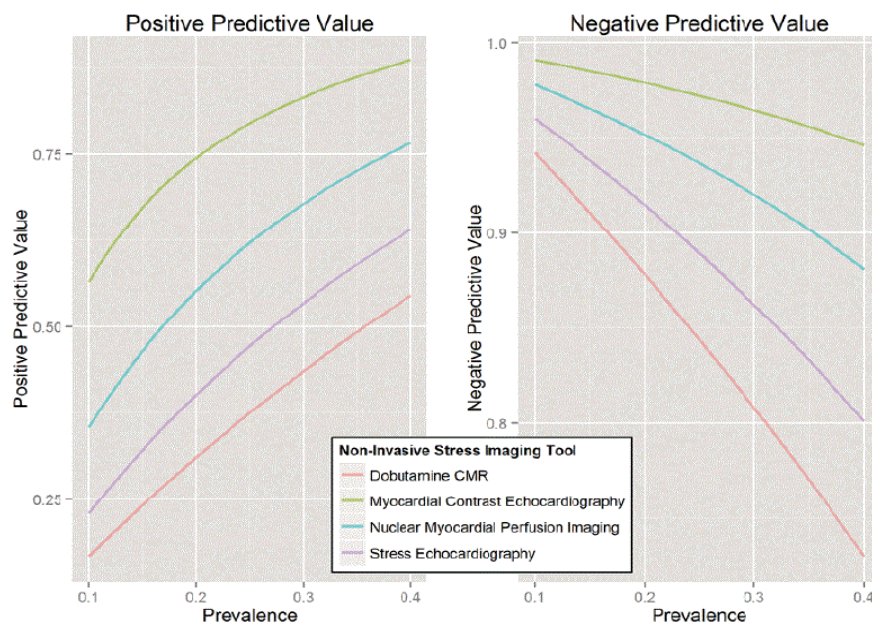 Positive Predictive Value
Positive Predictive Value
0.75
0.50
0.25
0.1
0.2
0.3
0.4
Prevalence
Negative Predictive Value
Negative Predictive Value
1.0
0.9
0.8
0.1
0.2
0.3
0.4
Prevalence
Non-Invasive Stress Imaging Tool
Dobutamine CMR
Myocardial Contrast Echocardiography
Nuclear Myocardial Perfusion Imaging
Stress Echocardiography